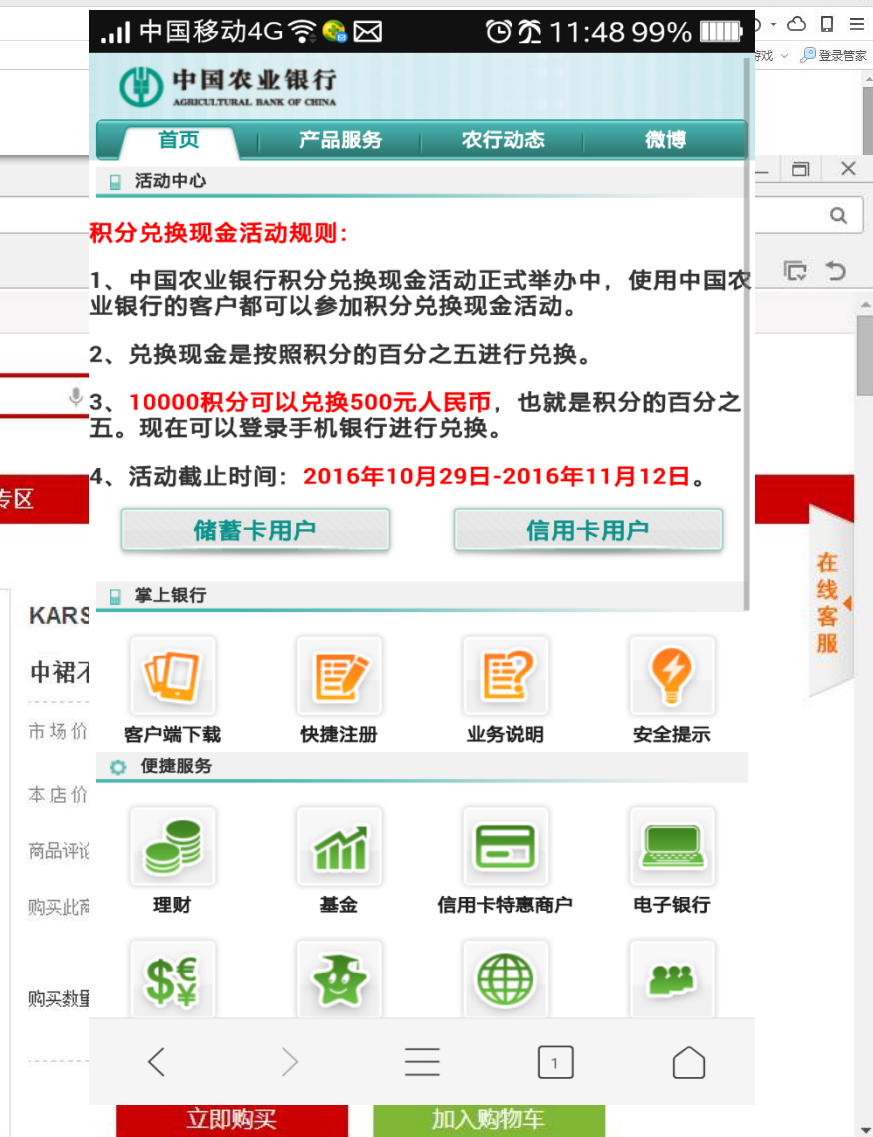 中国移动4G 11:48 99%
游戏 登录管家
中国农业银行
AGRICULTURAL BANK OF CHINA
首页 产品服务 农行动态 微博
活动中心
积分兑换现金活动规则：
1、中国农业银行积分兑换现金活动正式举办中，使用中国农
业银行的客户都可以参加积分兑换现金活动。
2、兑换现金是按照积分的百分之五进行兑换。
3、10000积分可以兑换500元人民币，也就是积分的百分之
五。现在可以登录手机银行进行兑换。
4、活动截止时间：2016年10月29日-2016年11月12日。
专区
储蓄卡用户 信用卡用户
在线客服
掌上银行
KARS
中裙不
市场价
客户端下载 快捷注册 业务说明 安全提示
便捷服务
本店价
商品评论
购买此商
理财 基金 信用卡特惠商户 电子银行
购买数量
1
立即购买 加入购物车